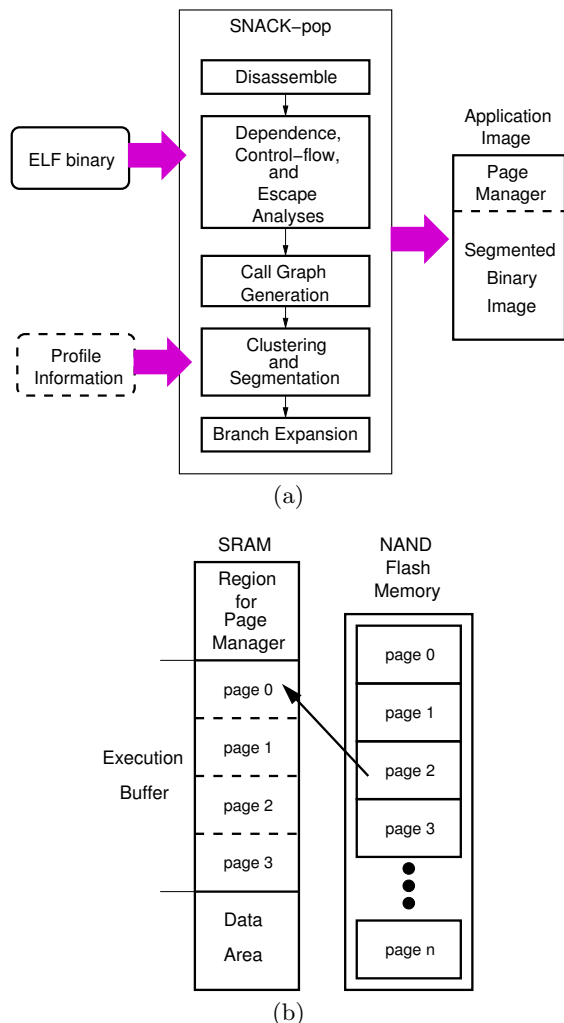 SNACK−pop
Disassemble
Dependence,
Control−flow,
and
Escape
Analyses
Call Graph
Generation
Clustering
and
Segmentation
Branch Expansion
ELF binary
Profile
Information
Application
Image
Page
Manager
Segmented
Binary
Image
(a)
SRAM
Region
for
Page
Manager
page 0
page 1
page 2
page 3
Execution
Buffer
Data
Area
NAND
Flash
Memory
page 0
page 1
page 2
page 3
page n
(b)